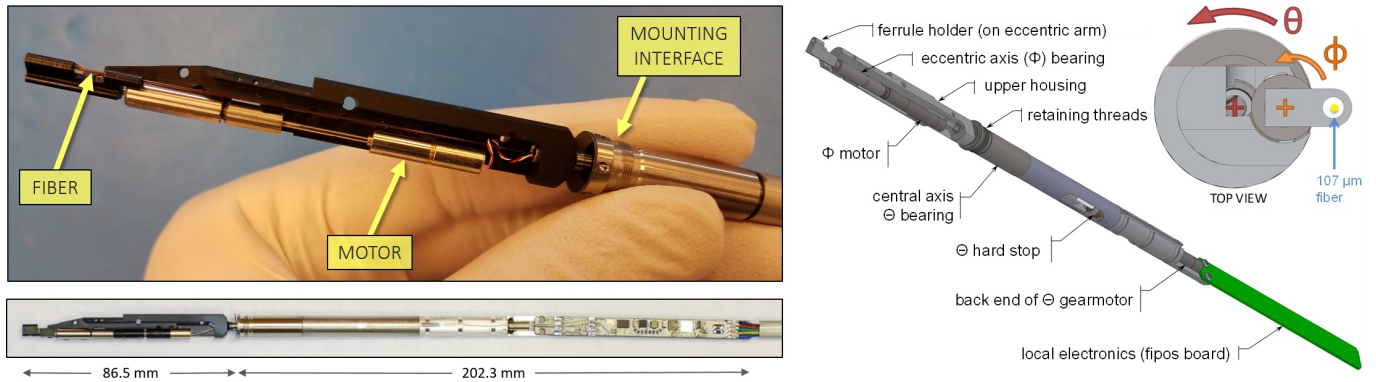 MOUNTING
INTERFACE
FIBER
MOTOR
86.5 mm
202.3 mm
ferrule holder (on eccentric arm)
eccentric axis (Φ) bearing
upper housing
retaining threads
Φ motor
central axis
Θ bearing
Θ hard stop
back end of Θ gearmotor
local electronics (fipos board)
θ
ϕ
TOP VIEW
107 µm
fiber